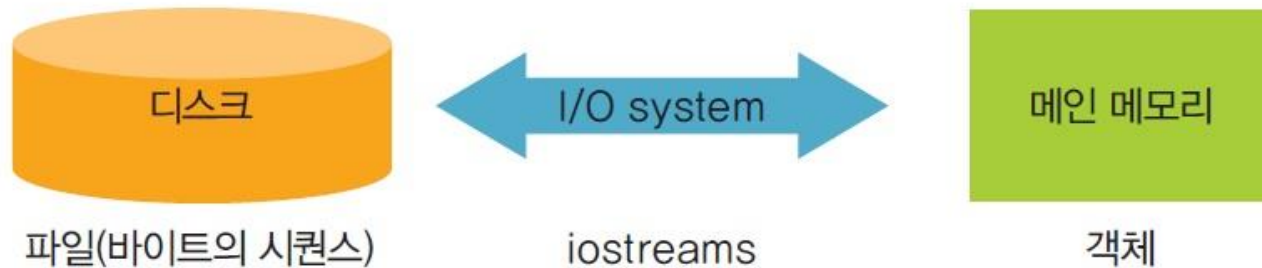 디스크
I/O system
메인 메모리
파일(바이트의 시퀀스)
iostreams
객체